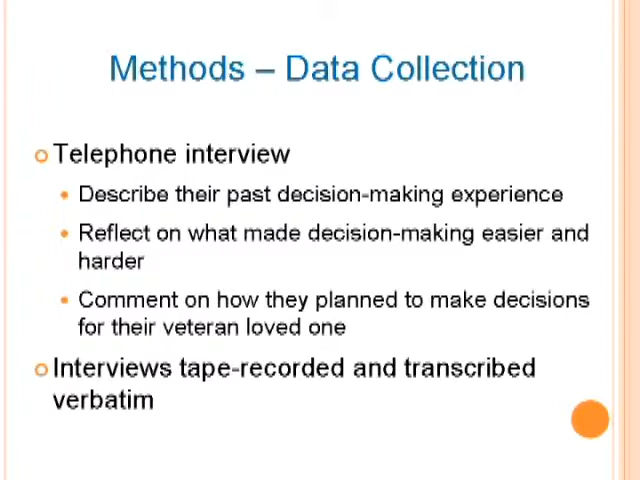 Methods – Data Collection
Telephone interview
Describe their past decision-making experience
Reflect on what made decision-making easier and
harder
Comment on how they planned to make decisions
for their veteran loved one
Interviews tape-recorded and transcribed
verbatim